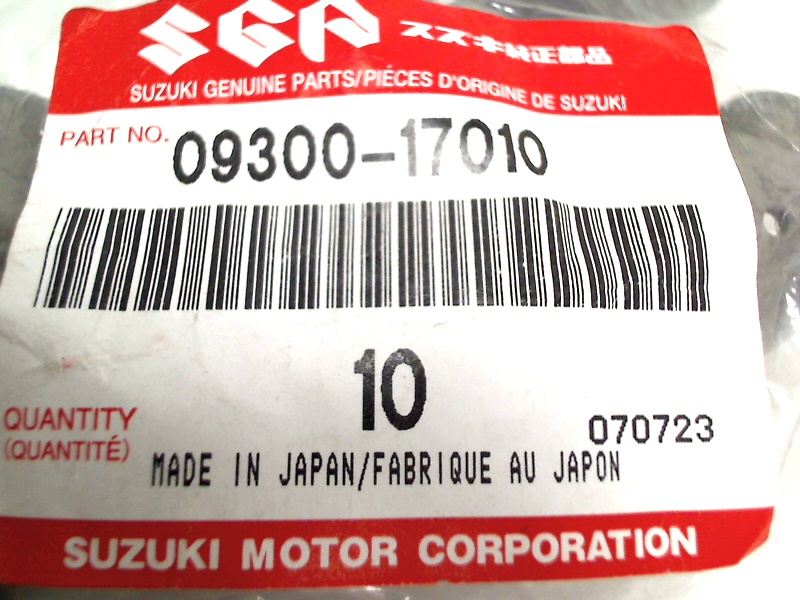 SGP スズキ純正部品
SUZUKI GENUINE PARTS/PIÉCES D'ORIGINE DE SUZUKI
PART NO. 09300-17010
10
QUANTITY
(QUANTITÉ)
070723
MADE IN JAPAN/FABRIQUE AU JAPON
SUZUKI MOTOR CORPORATION